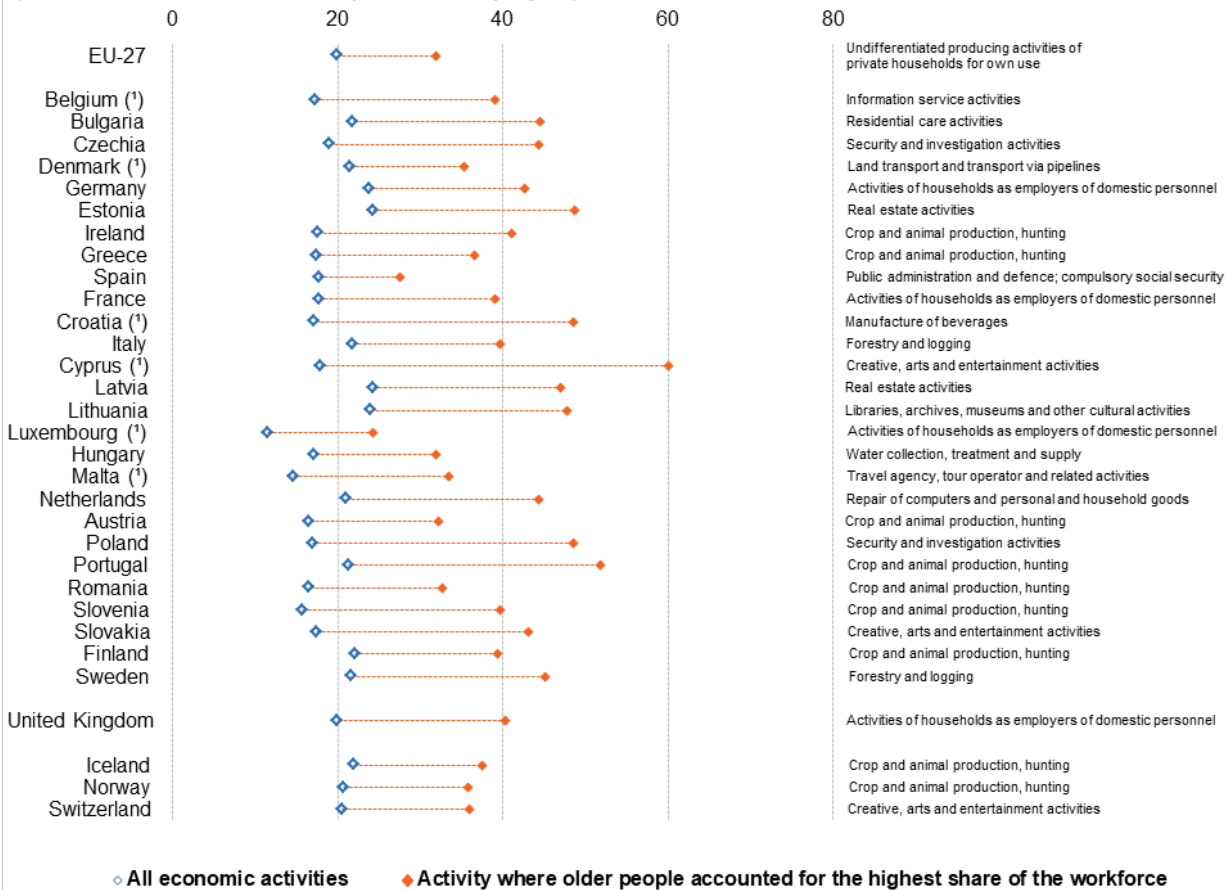 0 20 40 60 80
EU-27 Undifferentiated producing activities of
private households for own use
Belgium (¹) Information service activities
Bulgaria Residential care activities
Czechia Security and investigation activities
Denmark (¹) Land transport and transport via pipelines
Germany Activities of households as employers of domestic personnel
Estonia Real estate activities
Ireland Crop and animal production, hunting
Greece Crop and animal production, hunting
Spain Public administration and defence; compulsory social security
France Activities of households as employers of domestic personnel
Croatia (¹) Manufacture of beverages
Italy Forestry and logging
Cyprus (¹) Creative, arts and entertainment activities
Latvia Real estate activities
Lithuania Libraries, archives, museums and other cultural activities
Luxembourg (¹) Activities of households as employers of domestic personnel
Hungary Water collection, treatment and supply
Malta (¹) Travel agency, tour operator and related activities
Netherlands Repair of computers and personal and household goods
Austria Crop and animal production, hunting
Poland Security and investigation activities
Portugal Crop and animal production, hunting
Romania Crop and animal production, hunting
Slovenia Crop and animal production, hunting
Slovakia Creative, arts and entertainment activities
Finland Crop and animal production, hunting
Sweden Forestry and logging
United Kingdom Activities of households as employers of domestic personnel
Iceland Crop and animal production, hunting
Norway Crop and animal production, hunting
Switzerland Creative, arts and entertainment activities
All economic activities Activity where older people accounted for the highest share of the workforce